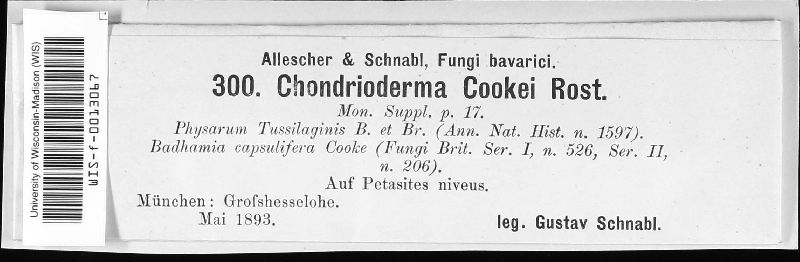 University of Wisconsin-Madison (WIS)
WIS-f-0013067
Allescher & Schnabl, Fungi bavarici.
300. Chondrioderma Cookei Rost.
Mon. Suppl. p. 17.
Physarum Tussilaginis B. et Br. (Ann. Nat. Hist. n. 1597).
Badhamia capsulifera Cooke (Fungi Brit. Ser. I, n. 526, Ser. II,
n. 206).
Auf Petasites niveus.
München: Grofshesselohe.
Mai 1893.
leg. Gustav Schnabl.